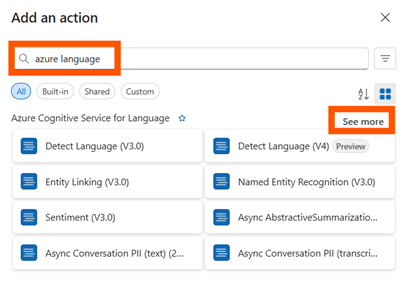 Add an action
azure language
All Built-in Shared Custom
Azure Cognitive Service for Language See more
Detect Language (V3.0) Detect Language (V4) Preview
Entity Linking (V3.0) Named Entity Recognition (V3.0)
Sentiment (V3.0) Async AbstractiveSummarizatio...
Async Conversation PII (text) (2... Async Conversation PII (transcri...